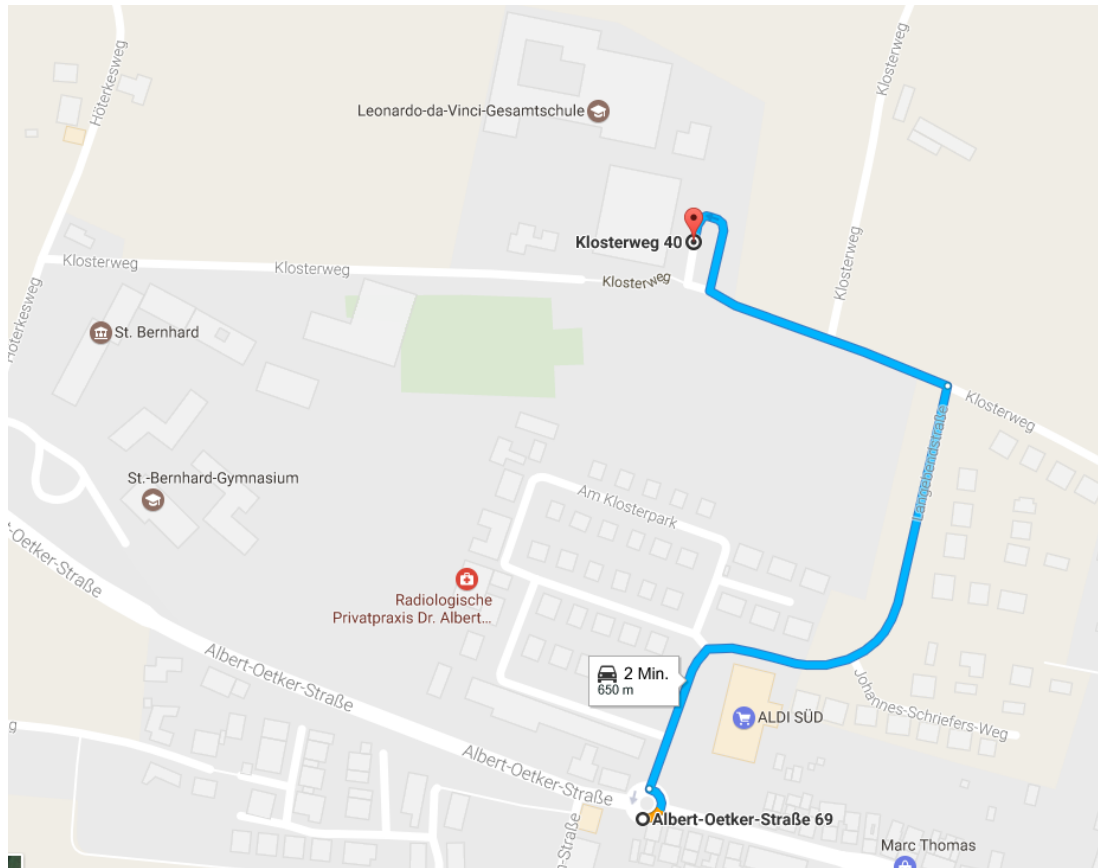 Höterkesweg
Leonardo-da-Vinci-Gesamtschule
Klosterweg
Klosterweg 40
Klosterweg
Klosterweg
Klosterweg
Klosterweg
Höterkesweg
St. Bernhard
Klosterweg
Langebendstraße
St.-Bernhard-Gymnasium
Am Klosterpark
t-Oetker-Straße
Radiologische
Privatpraxis Dr. Albert...
Albert-Oetker-Straße
2 Min.
650 m
ALDI SÜD
Johannes-Schriefers-Weg
g
Albert-Oetker-Straße
Albert-Oetker-Straße 69
o-Straße
Marc Thomas